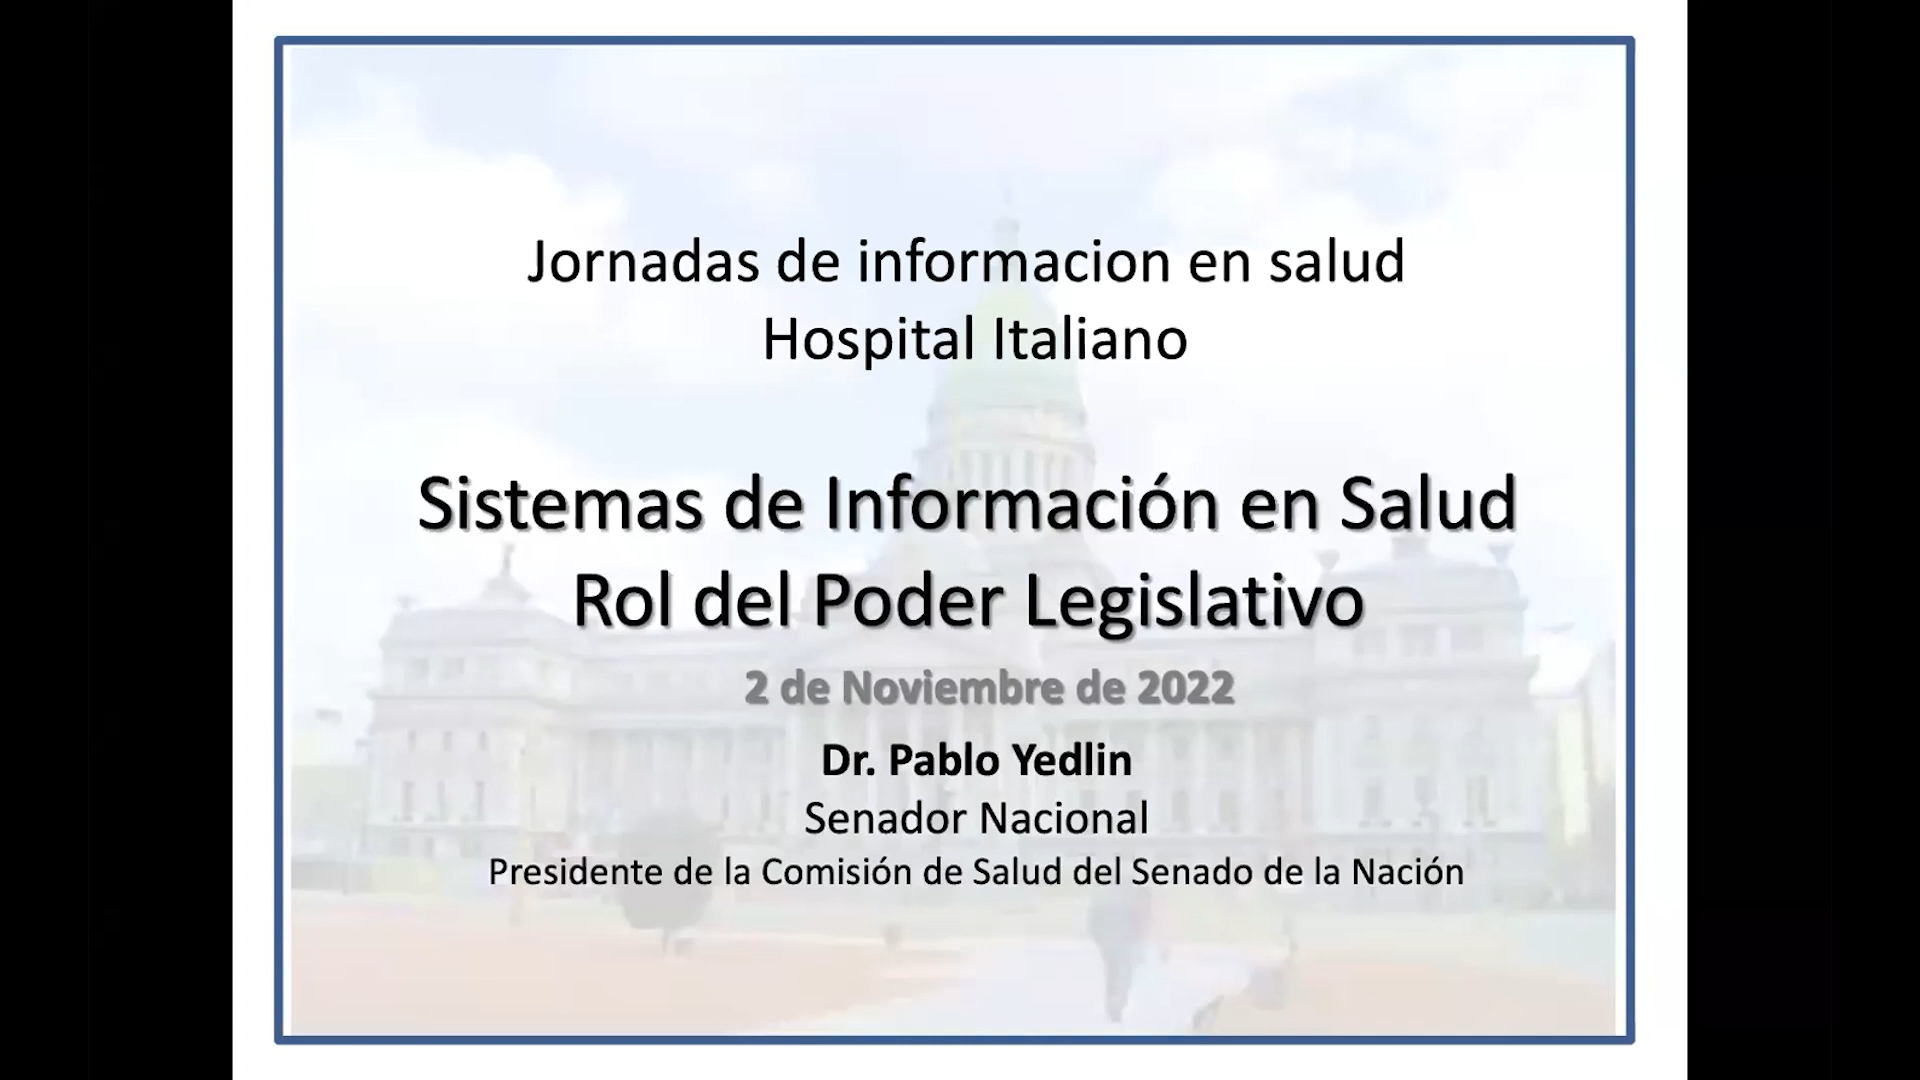 Jornadas de informacion en salud
Hospital Italiano
Sistemas de Información en Salud
Rol del Poder Legislativo
2 de Noviembre de 2022
Dr. Pablo Yedlin
Senador Nacional
Presidente de la Comisión de Salud del Senado de la Nación